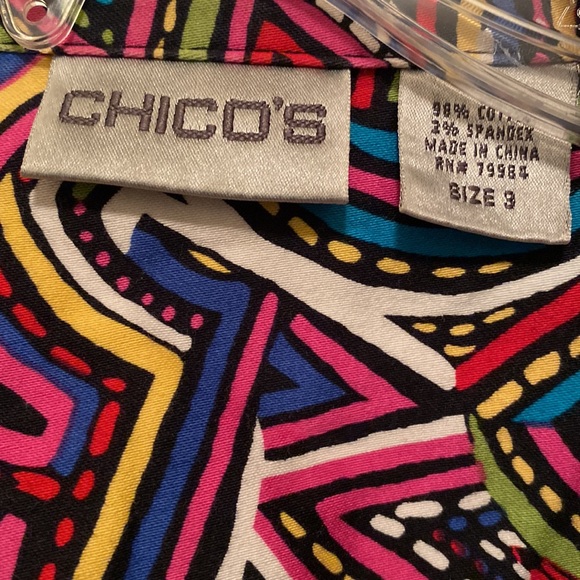 CHICO'S
98% COTTON
2% SPANDEX
MADE IN CHINA
RN# 79984
SIZE 3